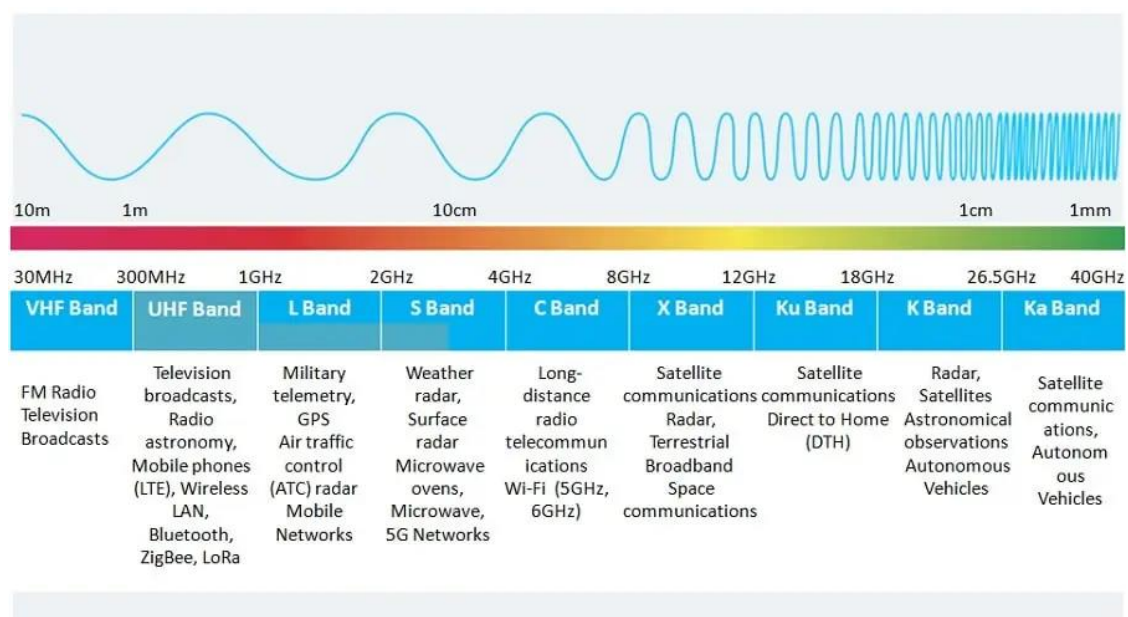 10m 1m 10cm 1cm 1mm
30MHz 300MHz 1GHz 2GHz 4GHz 8GHz 12GHz 18GHz 26.5GHz 40GHz
VHF Band UHF Band L Band S Band C Band X Band Ku Band K Band Ka Band
FM Radio
Television
Broadcasts
Television
broadcasts,
Radio
astronomy,
Mobile phones
(LTE), Wireless
LAN,
Bluetooth,
ZigBee, LoRa
Military
telemetry,
GPS
Air traffic
control
(ATC) radar
Mobile
Networks
Weather
radar,
Surface
radar
Microwave
ovens,
Microwave,
5G Networks
Long-
distance
radio
telecommun
ications
Wi-Fi (5GHz,
6GHz)
Satellite
communications
Radar,
Terrestrial
Broadband
Space
communications
Satellite
communications
Direct to Home
(DTH)
Radar,
Satellites
Astronomical
observations
Autonomous
Vehicles
Satellite
communic
ations,
Autonom
ous
Vehicles